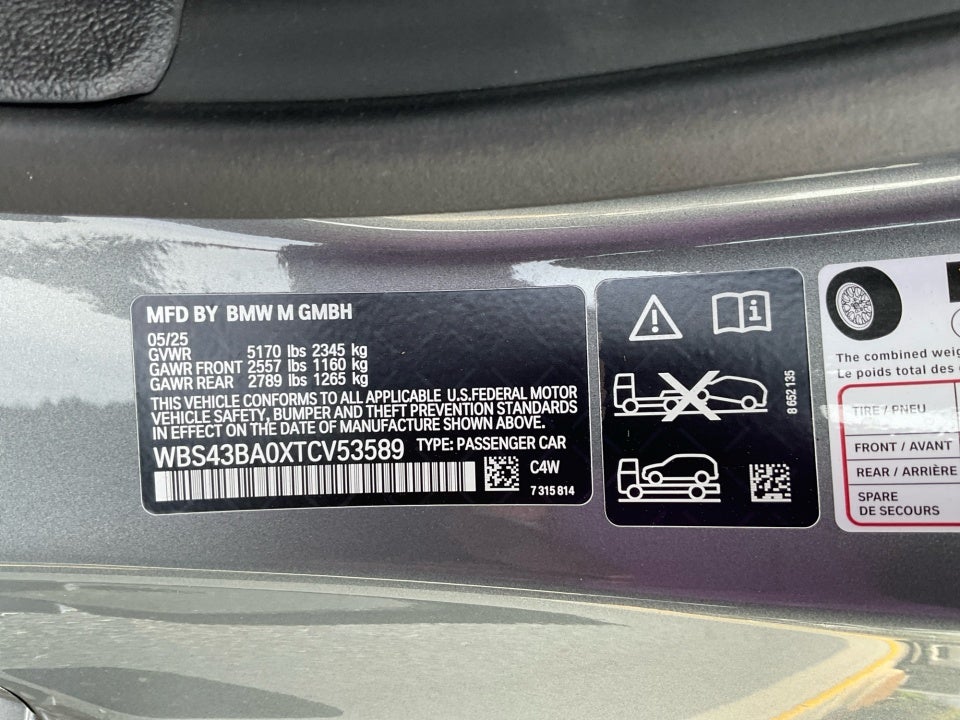 MFD BY BMW M GMBH
05/25
GVWR 5170 lbs 2345 kg
GAWR FRONT 2557 lbs 1160 kg
GAWR REAR 2789 lbs 1265 kg
THIS VEHICLE CONFORMS TO ALL APPLICABLE U.S.FEDERAL MOTOR
VEHICLE SAFETY, BUMPER AND THEFT PREVENTION STANDARDS
IN EFFECT ON THE DATE OF MANUFACTURE SHOWN ABOVE.
WBS43BA0XTCV53589 TYPE: PASSENGER CAR
C4W
7 315 814
8 652 135
The combined
Le poids total des
TIRE / PNEU
FRONT / AVANT
REAR / ARRIÈRE
SPARE
DE SECOURS